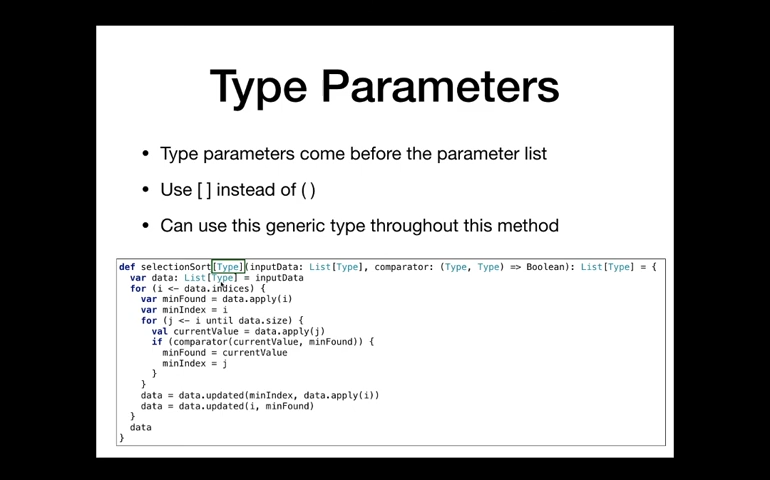 Type Parameters
• Type parameters come before the parameter list
• Use [ ] instead of ( )
• Can use this generic type throughout this method
def selectionSort[Type](inputData: List[Type], comparator: (Type, Type) => Boolean): List[Type] = {
  var data: List[Type] = inputData
  for (i <- data.indices) {
    var minFound = data.apply(i)
    var minIndex = i
    for (j <- i until data.size) {
      val currentValue = data.apply(j)
      if (comparator(currentValue, minFound)) {
        minFound = currentValue
        minIndex = j
      }
    }
    data = data.updated(minIndex, data.apply(i))
    data = data.updated(i, minFound)
  }
  data
}